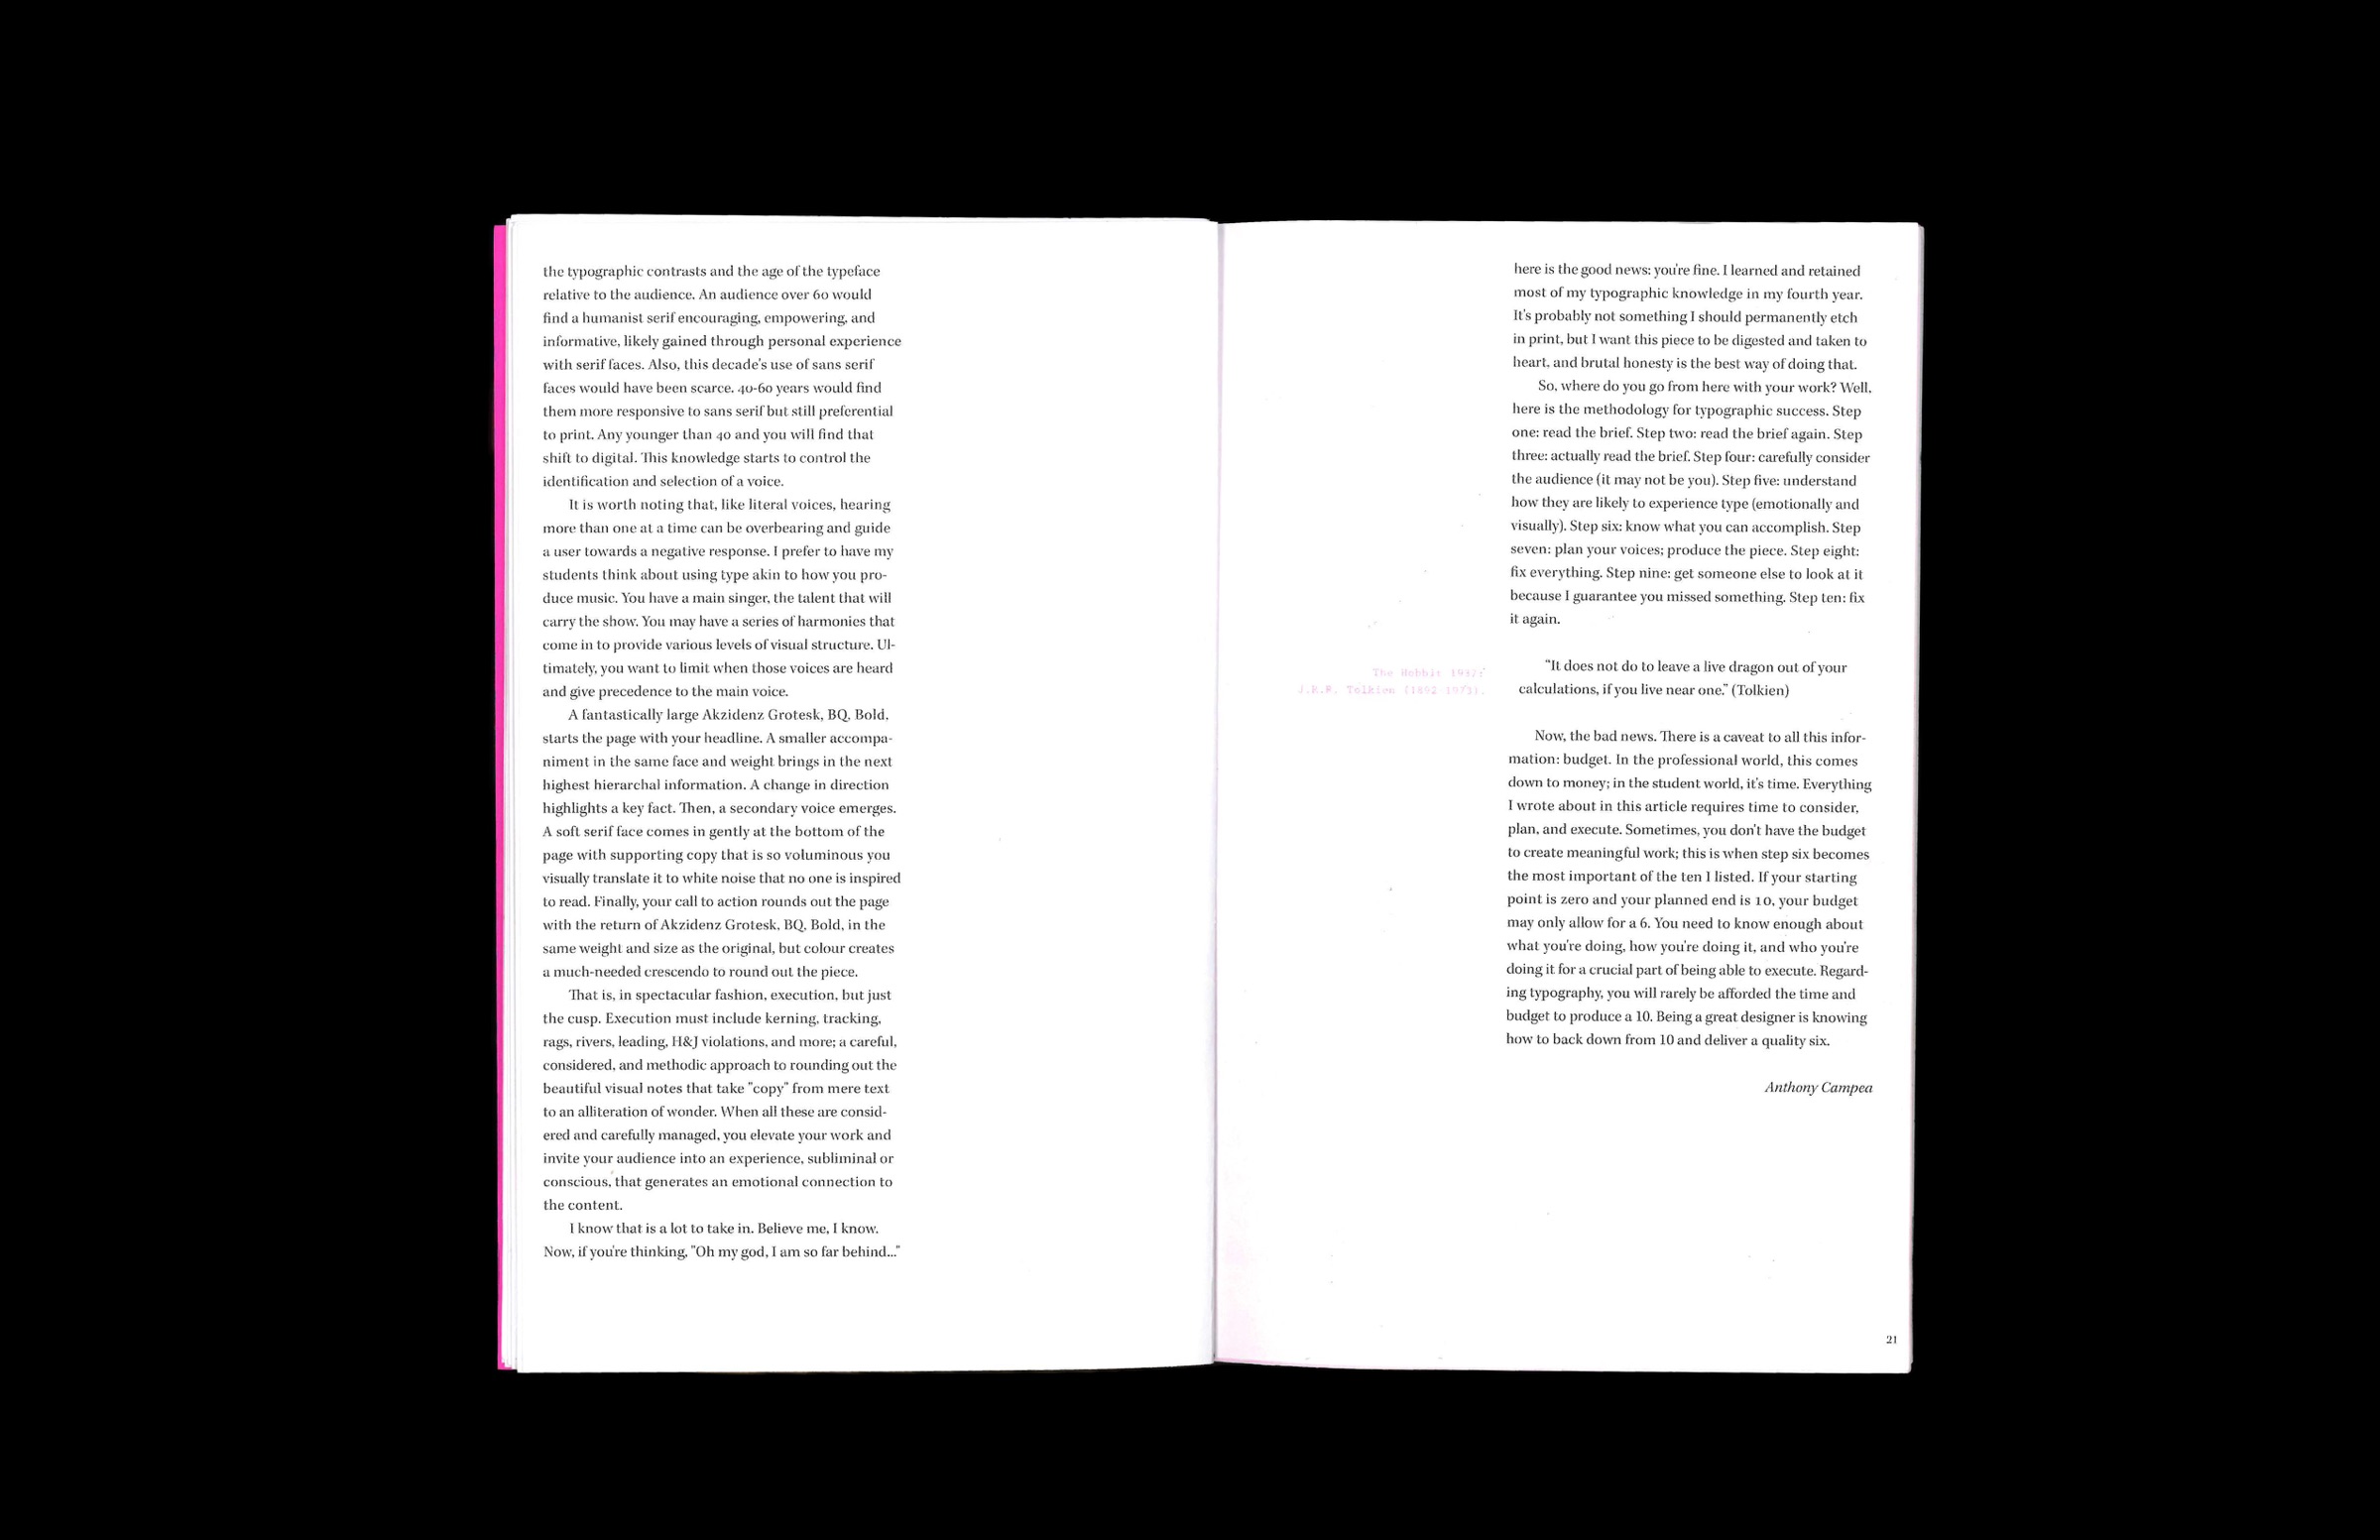 the typographic contrasts and the age of the typeface
relative to the audience. An audience over 60 would
find a humanist serif encouraging, empowering, and
informative, likely gained through personal experience
with serif faces. Also, this decade's use of sans serif
faces would have been scarce. 40-60 years would find
them more responsive to sans serif but still preferential
to print. Any younger than 40 and you will find that
shift to digital. This knowledge starts to control the
identification and selection of a voice.
It is worth noting that, like literal voices, hearing
more than one at a time can be overbearing and guide
a user towards a negative response. I prefer to have my
students think about using type akin to how you pro-
duce music. You have a main singer, the talent that will
carry the show. You may have a series of harmonies that
come in to provide various levels of visual structure. Ul-
timately, you want to limit when those voices are heard
and give precedence to the main voice.
A fantastically large Akzidenz Grotesk, BQ, Bold,
starts the page with your headline. A smaller accompa-
niment in the same face and weight brings in the next
highest hierarchal information. A change in direction
highlights a key fact. Then, a secondary voice emerges.
A soft serif face comes in gently at the bottom of the
page with supporting copy that is so voluminous you
visually translate it to white noise that no one is inspired
to read. Finally, your call to action rounds out the page
with the return of Akzidenz Grotesk, BQ, Bold, in the
same weight and size as the original, but colour creates
a much-needed crescendo to round out the piece.
That is, in spectacular fashion, execution, but just
the cusp. Execution must include kerning, tracking,
rags, rivers, leading, H&J violations, and more; a careful,
considered, and methodic approach to rounding out the
beautiful visual notes that take "copy" from mere text
to an alliteration of wonder. When all these are consid-
ered and carefully managed, you elevate your work and
invite your audience into an experience, subliminal or
conscious, that generates an emotional connection to
the content.
I know that is a lot to take in. Believe me, I know.
Now, if you're thinking, "Oh my god, I am so far behind..."
here is the good news: you're fine. I learned and retained
most of my typographic knowledge in my fourth year.
It's probably not something I should permanently etch
in print, but I want this piece to be digested and taken to
heart, and brutal honesty is the best way of doing that.
So, where do you go from here with your work? Well,
here is the methodology for typographic success. Step
one: read the brief. Step two: read the brief again. Step
three: actually read the brief. Step four: carefully consider
the audience (it may not be you). Step five: understand
how they are likely to experience type (emotionally and
visually). Step six: know what you can accomplish. Step
seven: plan your voices; produce the piece. Step eight:
fix everything. Step nine: get someone else to look at it
because I guarantee you missed something. Step ten: fix
it again.
The Hobbit 1937;
J.R.R. Tolkien (1892-1973).
"It does not do to leave a live dragon out of your
calculations, if you live near one." (Tolkien)
Now, the bad news. There is a caveat to all this infor-
mation: budget. In the professional world, this comes
down to money; in the student world, it's time. Everything
I wrote about in this article requires time to consider,
plan, and execute. Sometimes, you don't have the budget
to create meaningful work; this is when step six becomes
the most important of the ten I listed. If your starting
point is zero and your planned end is 10, your budget
may only allow for a 6. You need to know enough about
what you're doing, how you're doing it, and who you're
doing it for a crucial part of being able to execute. Regard-
ing typography, you will rarely be afforded the time and
budget to produce a 10. Being a great designer is knowing
how to back down from 10 and deliver a quality six.
Anthony Campea
21